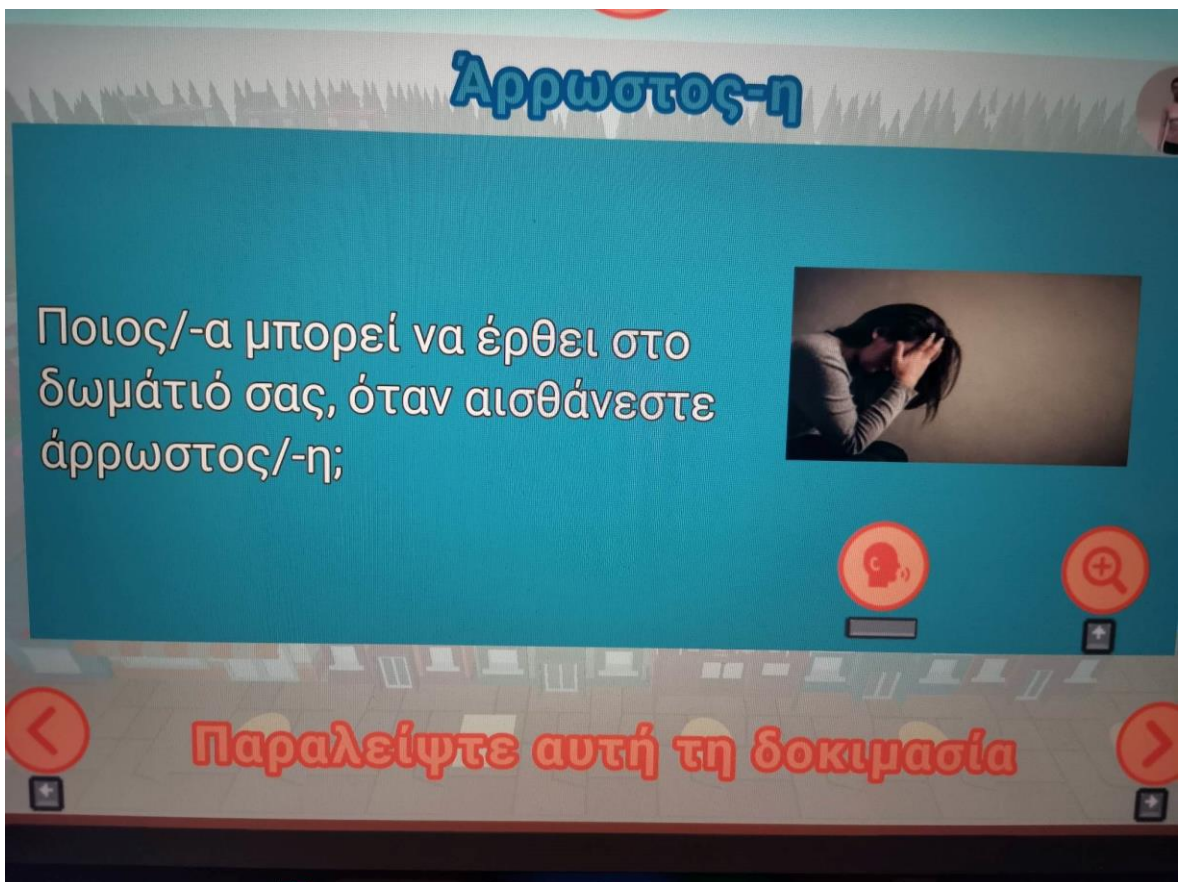 Άρρωστος-η
Ποιος/-α μπορεί να έρθει στο
δωμάτιό σας, όταν αισθάνεστε
άρρωστος/-η;
Παραλείψτε αυτή τη δοκιμασία